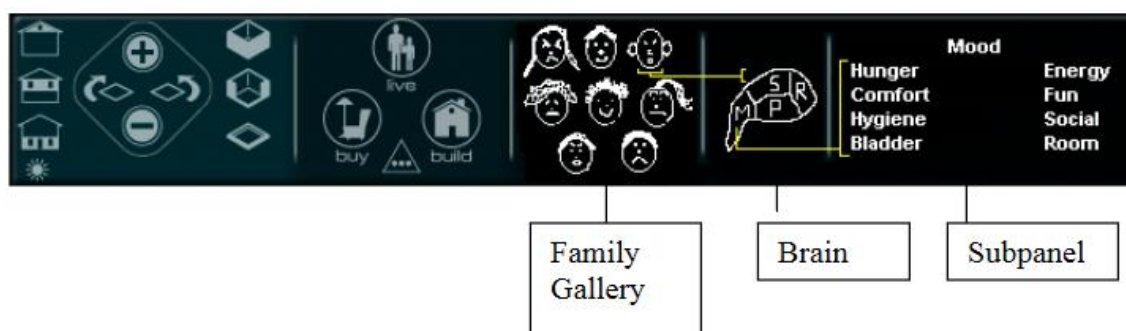 live
buy
build
S
R
M
P
Mood
Hunger Energy
Comfort Fun
Hygiene Social
Bladder Room
Family
Gallery
Brain
Subpanel